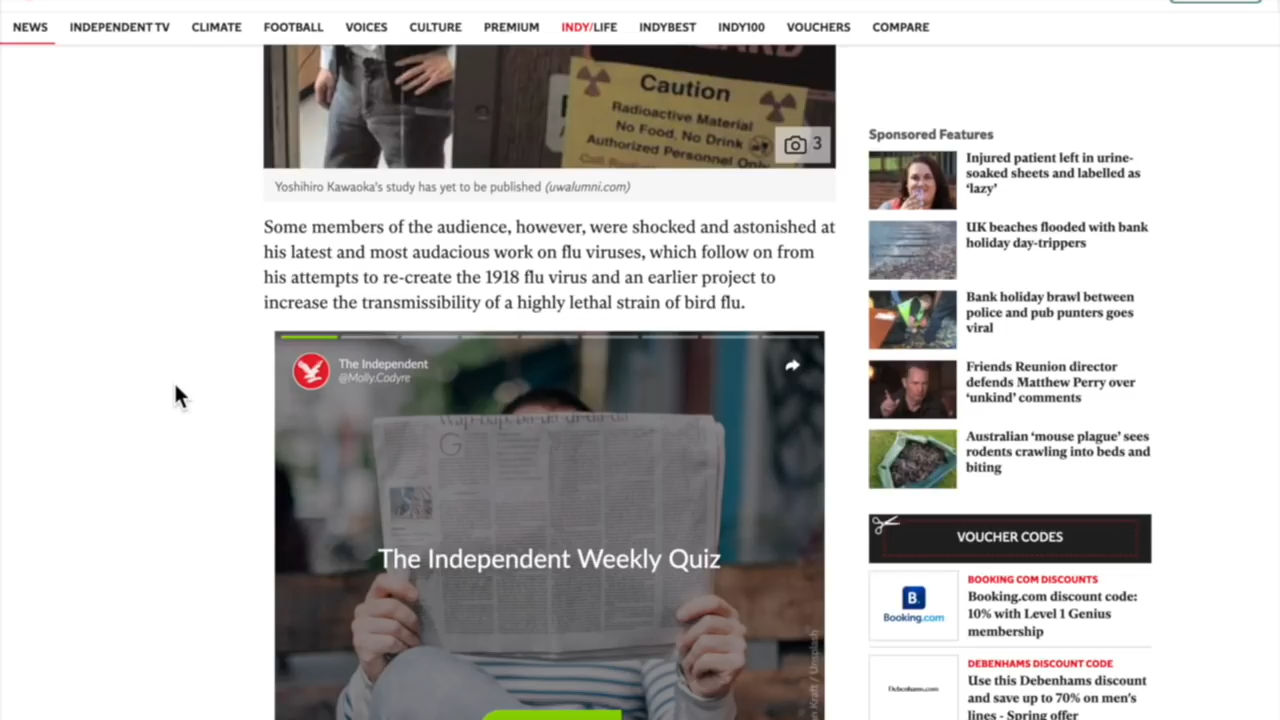 NEWS INDEPENDENT TV CLIMATE FOOTBALL VOICES CULTURE PREMIUM INDY/LIFE INDYBEST INDY100 VOUCHERS COMPARE
Caution
Radioactive Material
No Food, No Drink
Authorized Personnel Only
3
Yoshihiro Kawaoka's study has yet to be published (uwalumni.com)
Some members of the audience, however, were shocked and astonished at
his latest and most audacious work on flu viruses, which follow on from
his attempts to re-create the 1918 flu virus and an earlier project to
increase the transmissibility of a highly lethal strain of bird flu.
The Independent
@Molly.Codyre
The Independent Weekly Quiz
Sponsored Features
Injured patient left in urine-
soaked sheets and labelled as
‘lazy’
UK beaches flooded with bank
holiday day-trippers
Bank holiday brawl between
police and pub punters goes
viral
Friends Reunion director
defends Matthew Perry over
‘unkind’ comments
Australian ‘mouse plague’ sees
rodents crawling into beds and
biting
VOUCHER CODES
B.
Booking.com
BOOKING COM DISCOUNTS
Booking.com discount code:
10% with Level 1 Genius
membership
Debenhams.com
DEBENHAMS DISCOUNT CODE
Use this Debenhams discount
and save up to 70% on men's
lines - Spring offer